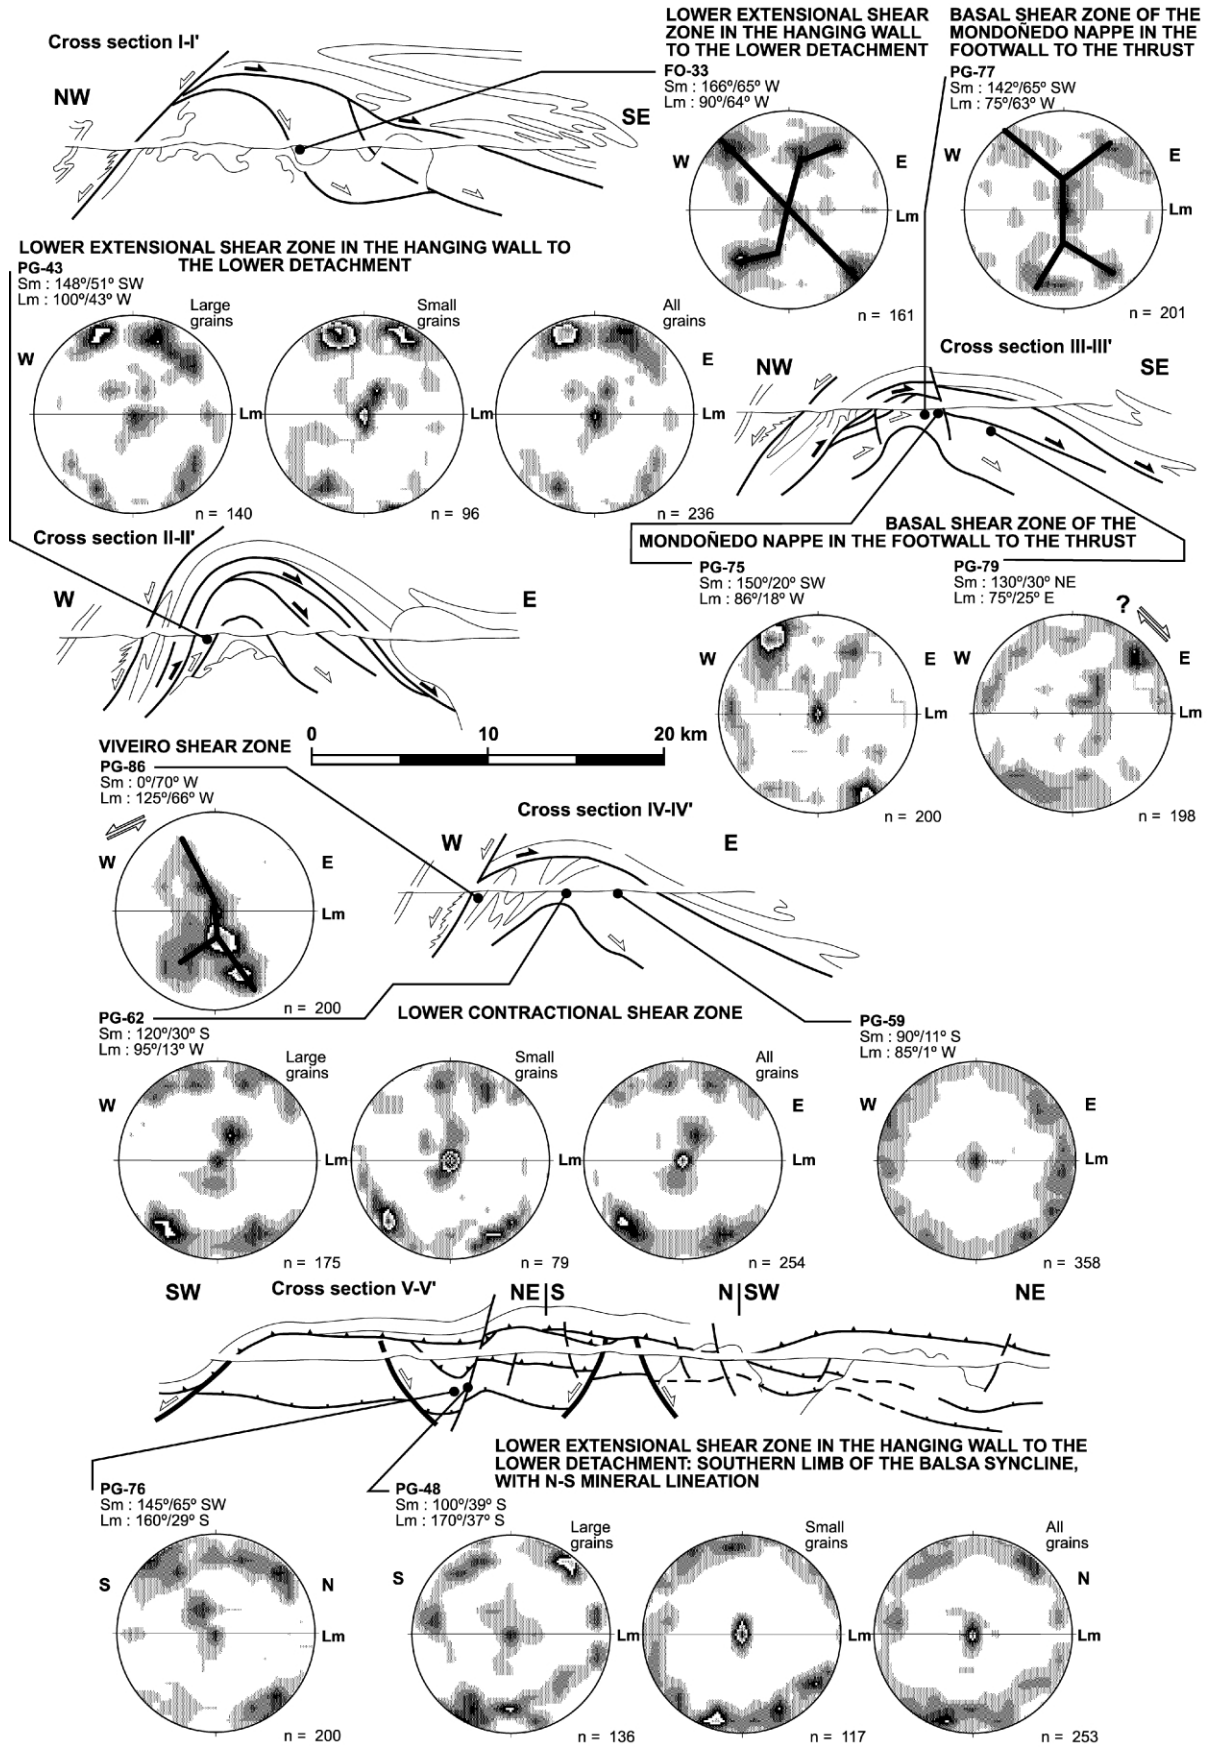 Cross section I-I'
NW
SE
LOWER EXTENSIONAL SHEAR
ZONE IN THE HANGING WALL
TO THE LOWER DETACHMENT
FO-33
Sm : 166º/65º W
Lm : 90º/64º W
W
E
Lm
n = 161
BASAL SHEAR ZONE OF THE
MONDOÑEDO NAPPE IN THE
FOOTWALL TO THE THRUST
PG-77
Sm : 142º/65º SW
Lm : 75º/63º W
W
E
Lm
n = 201
LOWER EXTENSIONAL SHEAR ZONE IN THE HANGING WALL TO
THE LOWER DETACHMENT
PG-43
Sm : 148º/51º SW
Lm : 100º/43º W
Large
grains
W
Lm
n = 140
Small
grains
Lm
n = 96
All
grains
E
Lm
n = 236
Cross section III-III'
NW
SE
Cross section II-II'
W
E
BASAL SHEAR ZONE OF THE
MONDOÑEDO NAPPE IN THE FOOTWALL TO THE THRUST
PG-75
Sm : 150º/20º SW
Lm : 86º/18º W
W
E
Lm
n = 200
PG-79
Sm : 130º/30º NE
Lm : 75º/25º E
?
W
E
Lm
n = 198
0
10
20 km
VIVEIRO SHEAR ZONE
PG-86
Sm : 0º/70º W
Lm : 125º/66º W
W
E
Lm
n = 200
Cross section IV-IV'
W
E
LOWER CONTRACTIONAL SHEAR ZONE
PG-62
Sm : 120º/30º S
Lm : 95º/13º W
Large
grains
W
Lm
n = 175
Small
grains
Lm
n = 79
All
grains
E
Lm
n = 254
PG-59
Sm : 90º/11º S
Lm : 85º/1º W
W
E
Lm
n = 358
Cross section V-V'
SW
NE
S
N
SW
NE
LOWER EXTENSIONAL SHEAR ZONE IN THE HANGING WALL TO THE
LOWER DETACHMENT: SOUTHERN LIMB OF THE BALSA SYNCLINE,
WITH N-S MINERAL LINEATION
PG-76
Sm : 145º/65º SW
Lm : 160º/29º S
S
N
Lm
n = 200
PG-48
Sm : 100º/39º S
Lm : 170º/37º S
Large
grains
S
Lm
n = 136
Small
grains
Lm
n = 117
All
grains
N
Lm
n = 253